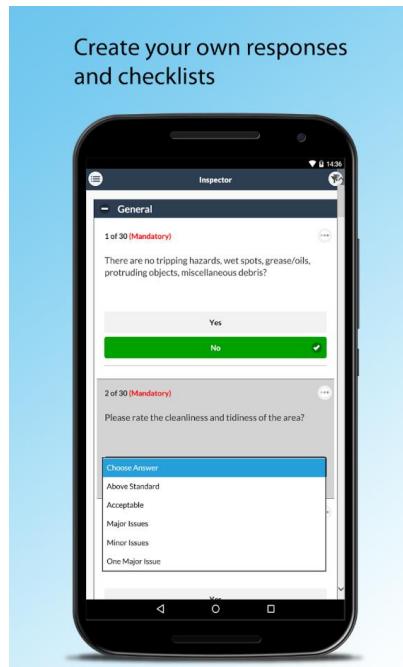 Create your own responses
and checklists
14:36
Inspector
General
1 of 30 (Mandatory)
There are no tripping hazards, wet spots, grease/oils,
protruding objects, miscellaneous debris?
Yes
No
2 of 30 (Mandatory)
Please rate the cleanliness and tidiness of the area?
Choose Answer
Above Standard
Acceptable
Major Issues
Minor Issues
One Major Issue